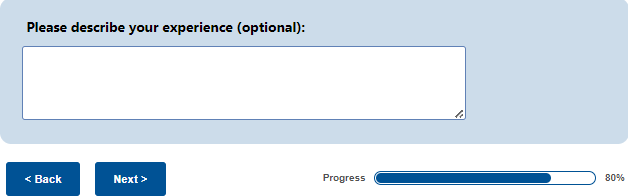 Please describe your experience (optional):
< Back Next > Progress 80%